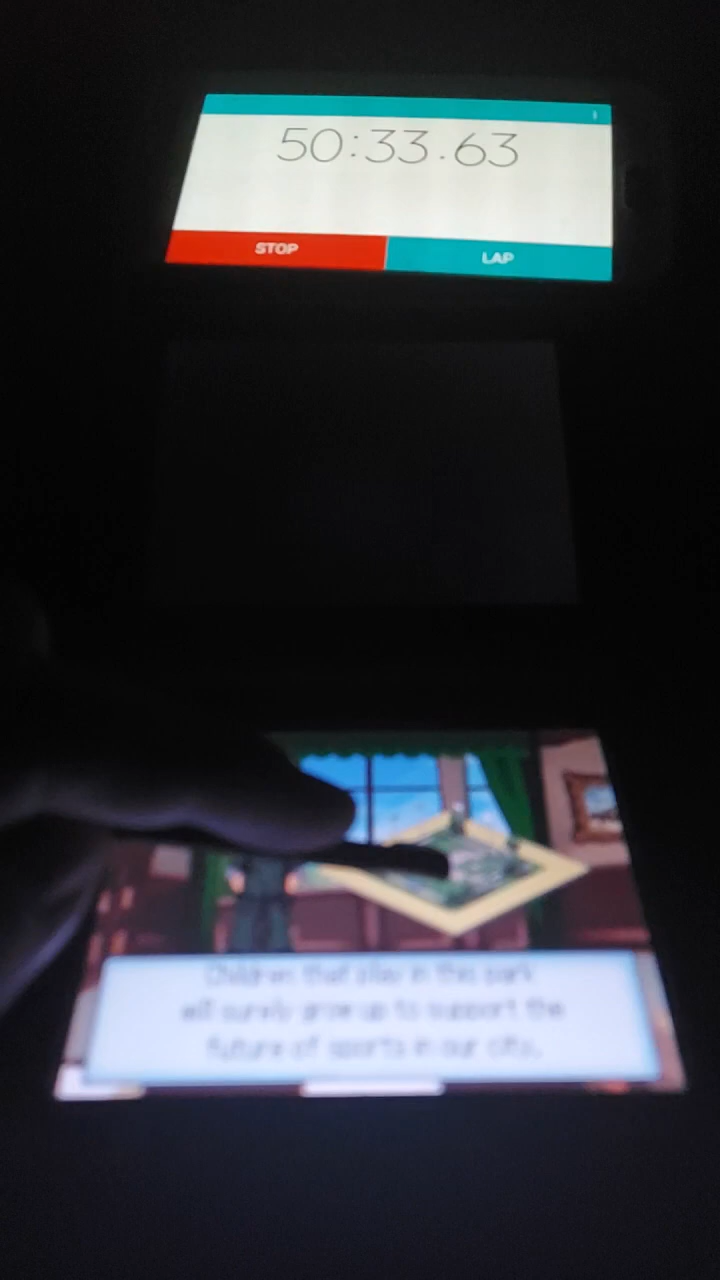 50:33.63
STOP
LAP
Children that play in this park
will surely grow up to support the
future of sports in our city.